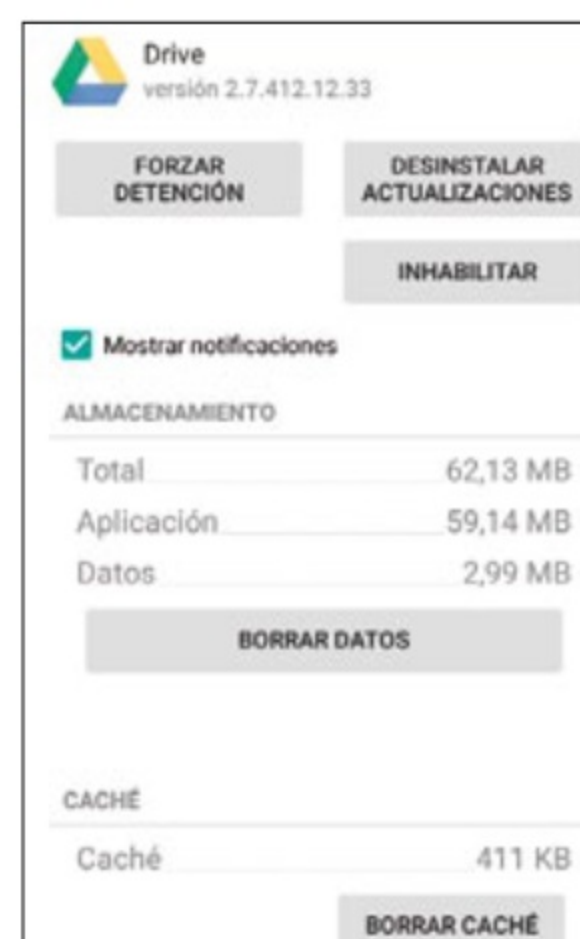 Drive
versión 2.7.412.12.33
FORZAR
DETENCIÓN
DESINSTALAR
ACTUALIZACIONES
INHABILITAR
Mostrar notificaciones
ALMACENAMIENTO
Total 62,13 MB
Aplicación 59,14 MB
Datos 2,99 MB
BORRAR DATOS
CACHÉ
Caché 411 KB
BORRAR CACHÉ